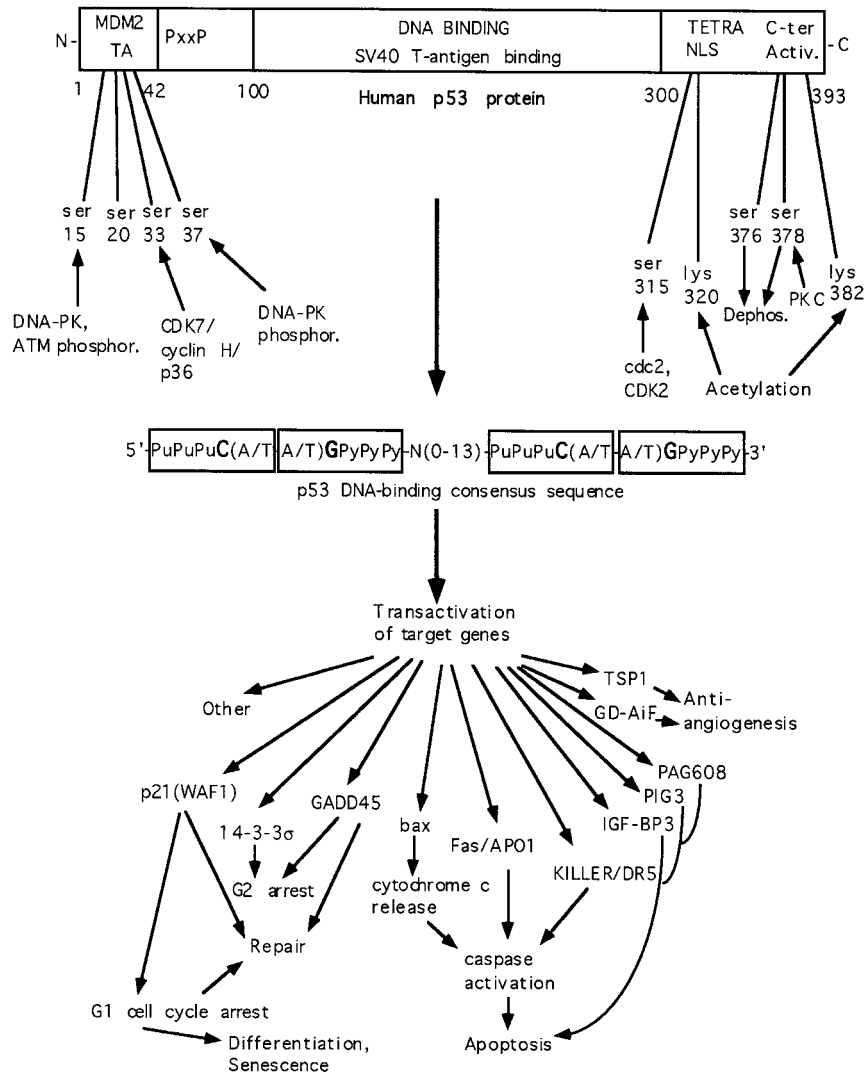 N- MDM2 PxxP DNA BINDING TETRA C-ter -C
TA SV40 T-antigen binding NLS Activ.
1 42 100 Human p53 protein 300 393
ser ser ser ser
15 20 33 37
ser ser
376 378
ser lys lys
315 320 382
Dephos. PKC
DNA-PK,
ATM phosphor.
CDK7/
cyclin H/
p36
DNA-PK
phosphor.
cdc2,
CDK2
Acetylation
5'-PuPuPuC(A/T A/T)GPyPyPy-N(0-13)-PuPuPuC(A/T A/T)GPyPyPy-3'
p53 DNA-binding consensus sequence
Transactivation
of target genes
Other
TSP1
GD-AiF
Anti-
angiogenesis
p21(WAF1)
14-3-3σ
GADD45
bax
Fas/APO1
KILLER/DR5
IGF-BP3
PIG3
PAG608
G2 arrest
cytochrome c
release
Repair
caspase
activation
G1 cell cycle arrest
Differentiation,
Senescence
Apoptosis